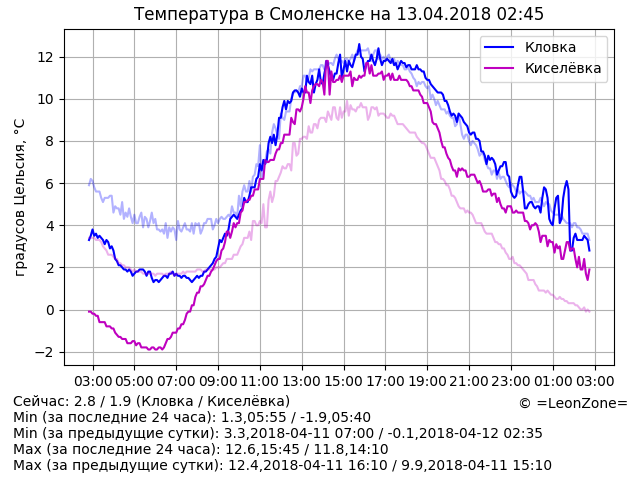 Температура в Смоленске на 13.04.2018 02:45
Кловка
Киселёвка
градусов Цельсия, °C
12
10
8
6
4
2
0
−2
03:00 05:00 07:00 09:00 11:00 13:00 15:00 17:00 19:00 21:00 23:00 01:00 03:00
Сейчас: 2.8 / 1.9 (Кловка / Киселёвка)
© =LeonZone=
Min (за последние 24 часа): 1.3,05:55 / -1.9,05:40
Min (за предыдущие сутки): 3.3,2018-04-11 07:00 / -0.1,2018-04-12 02:35
Max (за последние 24 часа): 12.6,15:45 / 11.8,14:10
Max (за предыдущие сутки): 12.4,2018-04-11 16:10 / 9.9,2018-04-11 15:10